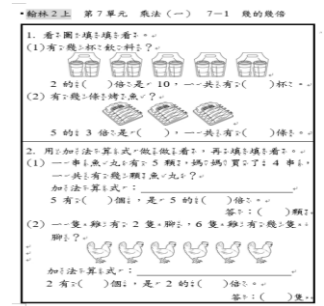 •翰林2上 第7單元 乘法(一) 7-1 幾的幾倍
1. 看圖填填看。
(1)有幾杯飲料?
2 的( )倍是 10,一共有( )杯。
(2)有幾條烤魚?
5 的 3 倍是( ),一共有( )條。
2. 用加法算式做做看,再填填看。
(1) 一串魚丸有 5 顆,媽媽買了 4 串,
一共有幾顆魚丸?
加法算式:
5 有( )個,是 5 的( )倍。
答:( )顆
(2) 一隻雞有 2 隻腳,6 隻雞有幾隻
腳?
加法算式:
2 有( )個,是 2 的( )倍。
答:( )隻